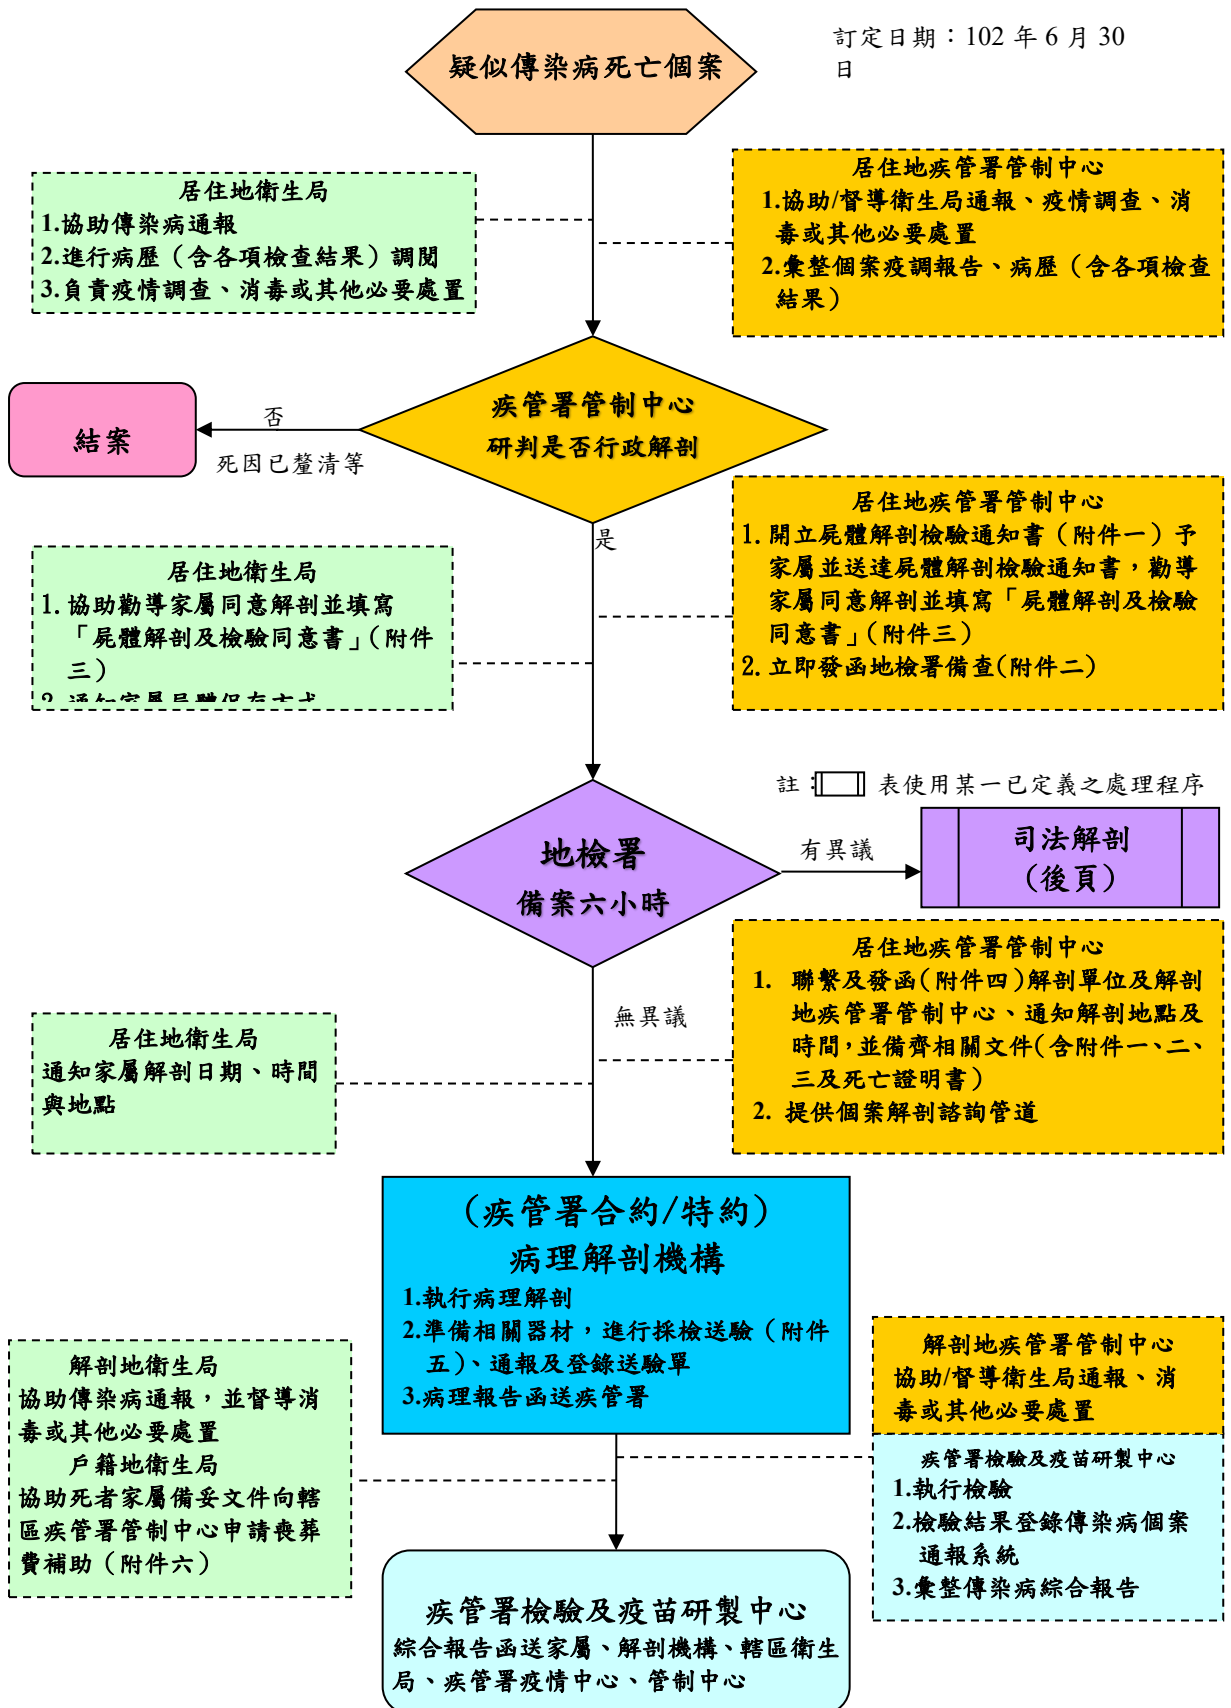 疑似傳染病死亡個案
訂定日期：102 年 6 月 30
日
居住地衛生局
1.協助傳染病通報
2.進行病歷（含各項檢查結果）調閱
3.負責疫情調查、消毒或其他必要處置
居住地疾管署管制中心
1.協助/督導衛生局通報、疫情調查、消
毒或其他必要處置
2.彙整個案疫調報告、病歷（含各項檢查
結果）
疾管署管制中心
研判是否行政解剖
否
死因已釐清等
結案
是
居住地衛生局
1. 協助勸導家屬同意解剖並填寫
「屍體解剖及檢驗同意書」（附件
三）
2. 通知家屬屍體保存方式
居住地疾管署管制中心
1. 開立屍體解剖檢驗通知書（附件一）予
家屬並送達屍體解剖檢驗通知書，勸導
家屬同意解剖並填寫「屍體解剖及檢驗
同意書」（附件三）
2. 立即發函地檢署備查(附件二)
註： 表使用某一已定義之處理程序
地檢署
備案六小時
有異議
司法解剖
（後頁）
無異議
居住地衛生局
通知家屬解剖日期、時間
與地點
居住地疾管署管制中心
1. 聯繫及發函（附件四）解剖單位及解剖
地疾管署管制中心、通知解剖地點及
時間，並備齊相關文件（含附件一、二、
三及死亡證明書）
2. 提供個案解剖諮詢管道
（疾管署合約/特約）
病理解剖機構
1.執行病理解剖
2.準備相關器材，進行採檢送驗（附件
五）、通報及登錄送驗單
3.病理報告函送疾管署
解剖地衛生局
協助傳染病通報，並督導消
毒或其他必要處置
戶籍地衛生局
協助死者家屬備妥文件向轄
區疾管署管制中心申請喪葬
費補助（附件六）
解剖地疾管署管制中心
協助/督導衛生局通報、消
毒或其他必要處置
疾管署檢驗及疫苗研製中心
1.執行檢驗
2.檢驗結果登錄傳染病個案
通報系統
3.彙整傳染病綜合報告
疾管署檢驗及疫苗研製中心
綜合報告函送家屬、解剖機構、轄區衛生
局、疾管署疫情中心、管制中心